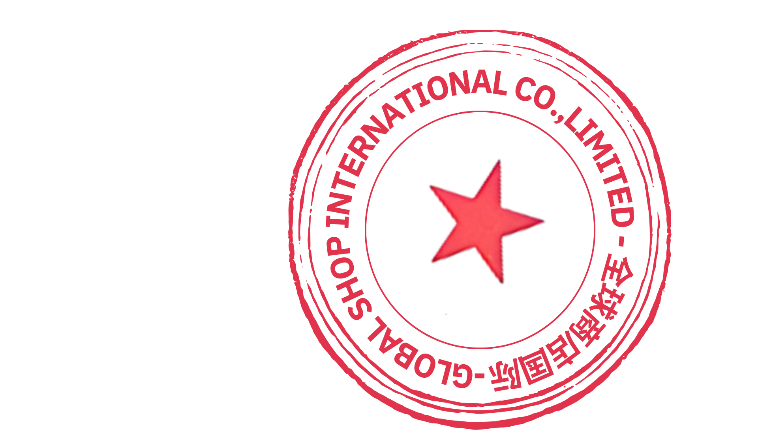 GLOBAL SHOP INTERNATIONAL CO.,LIMITED - 全球商店国际-